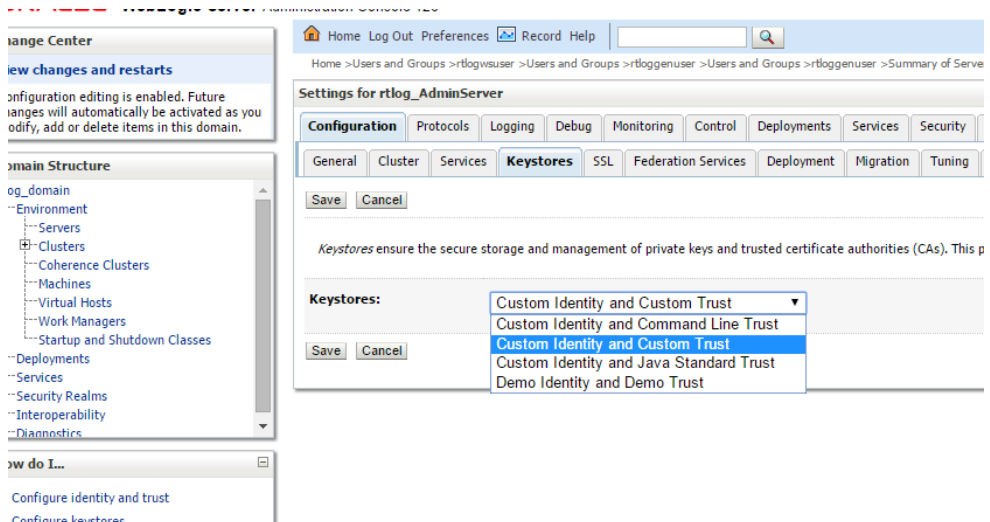 Home Log Out Preferences Record Help
Home >Users and Groups >rtlogwsuser >Users and Groups >rtloggenuser >Users and Groups >rtloggenuser >Summary of Serve
hange Center
iew changes and restarts
onfiguration editing is enabled. Future
hanges will automatically be activated as you
odify, add or delete items in this domain.
omain Structure
og_domain
Environment
Servers
Clusters
Coherence Clusters
Machines
Virtual Hosts
Work Managers
Startup and Shutdown Classes
Deployments
Services
Security Realms
Interoperability
Diagnostics
ow do I...
Configure identity and trust
Configure keystores
Settings for rtlog_AdminServer
Configuration Protocols Logging Debug Monitoring Control Deployments Services Security
General Cluster Services Keystores SSL Federation Services Deployment Migration Tuning
Save Cancel
Keystores ensure the secure storage and management of private keys and trusted certificate authorities (CAs). This p
Keystores: Custom Identity and Custom Trust
Custom Identity and Command Line Trust
Custom Identity and Custom Trust
Custom Identity and Java Standard Trust
Demo Identity and Demo Trust
Save Cancel